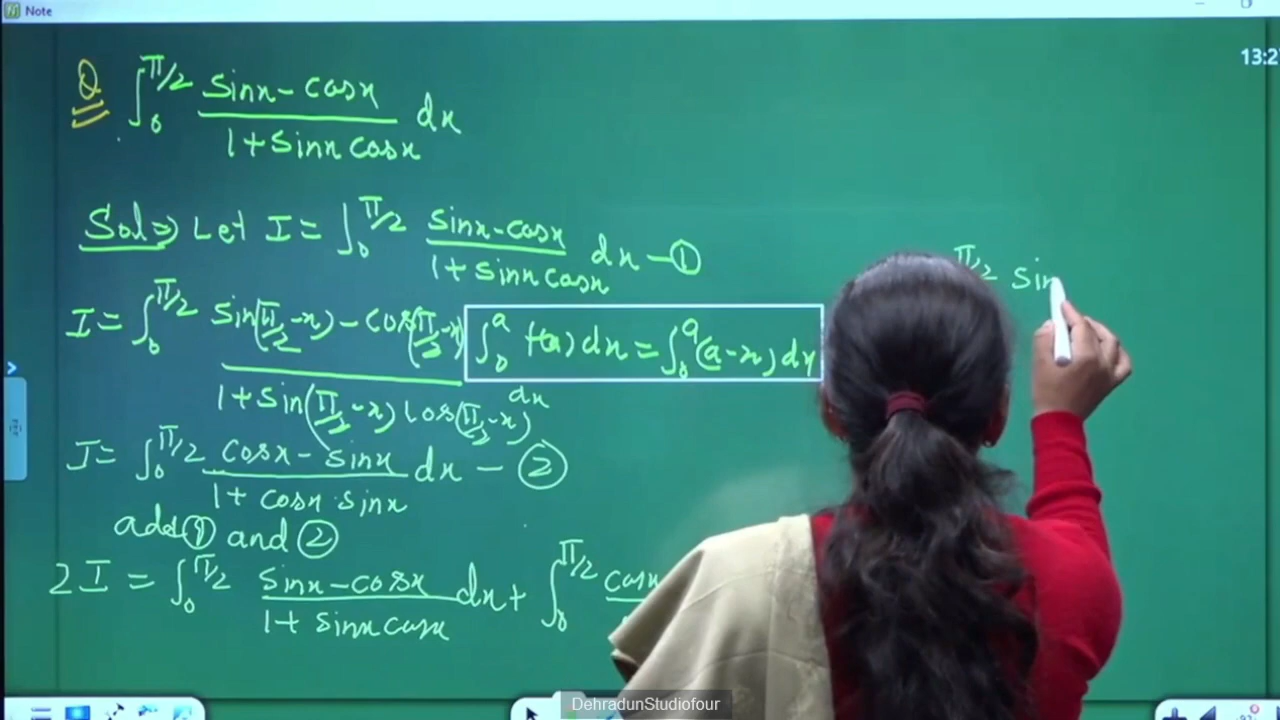 Note
13:2
Q ∫₀^π/2 sinx - cosx / 1 + sinx cosx dx
Sol ⇒ Let I = ∫₀^π/2 sinx - cosx / 1 + sinx cosx dx — ①
I = ∫₀^π/2 sin(π/2 - x) - cos(π/2 - x) / 1 + sin(π/2 - x) cos(π/2 - x) dx
∫₀^a f(a) dx = ∫₀^a (a - x) dx
I = ∫₀^π/2 cosx - sinx / 1 + cosx sinx dx — ②
add ① and ②
2I = ∫₀^π/2 sinx - cosx / 1 + sinx cosx dx + ∫₀^π/2 cosx
π/2 sin
DehradunStudiofour